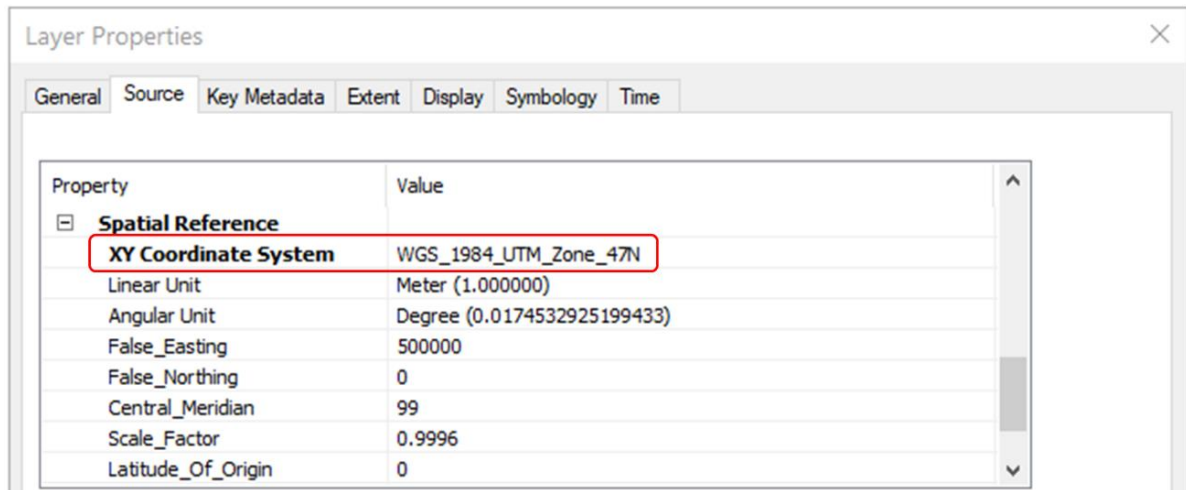 Layer Properties
General Source Key Metadata Extent Display Symbology Time
Property Value
Spatial Reference
XY Coordinate System WGS_1984_UTM_Zone_47N
Linear Unit Meter (1.000000)
Angular Unit Degree (0.0174532925199433)
False_Easting 500000
False_Northing 0
Central_Meridian 99
Scale_Factor 0.9996
Latitude_Of_Origin 0